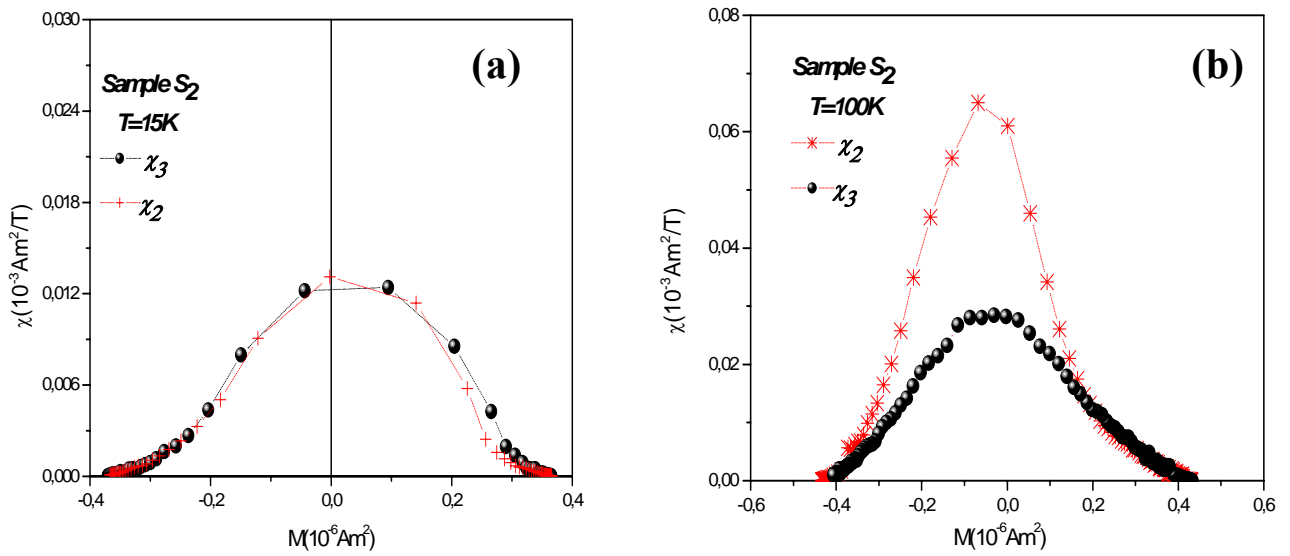 (a)
Sample S2
T=15K
χ3
χ2
0,030
0,024
0,018
0,012
0,006
0,000
χ(10-3Am2/T)
-0,4 -0,2 0,0 0,2 0,4
M(10-6Am2)
(b)
Sample S2
T=100K
χ2
χ3
0,08
0,06
0,04
0,02
0,00
χ(10-3Am2/T)
-0,6 -0,4 -0,2 0,0 0,2 0,4 0,6
M(10-6Am2)